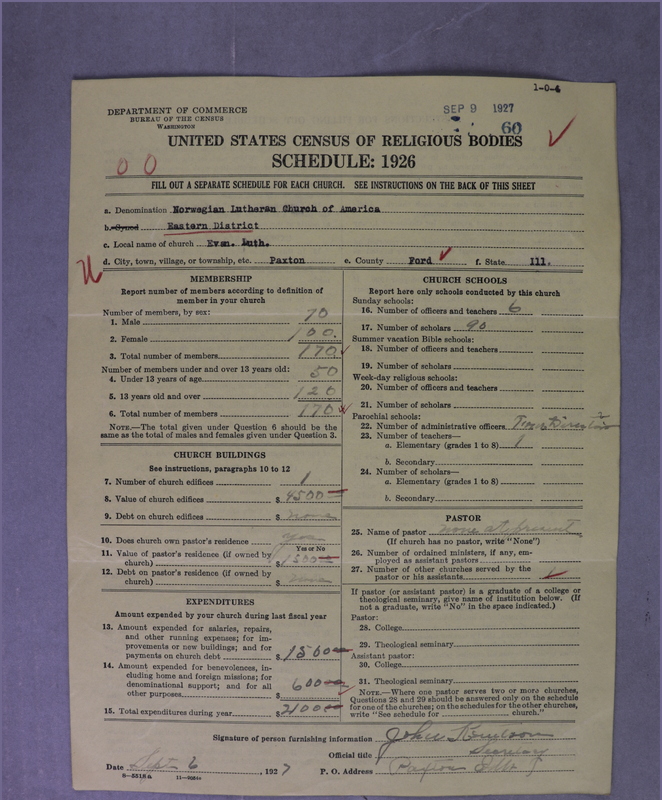 1-0-4
DEPARTMENT OF COMMERCE
BUREAU OF THE CENSUS
WASHINGTON
SEP 9 1927
60
UNITED STATES CENSUS OF RELIGIOUS BODIES
SCHEDULE: 1926
00
FILL OUT A SEPARATE SCHEDULE FOR EACH CHURCH. SEE INSTRUCTIONS ON THE BACK OF THIS SHEET
a. Denomination Norwegian Lutheran Church of America
b. Synod Eastern District
c. Local name of church Evan. Luth.
d. City, town, village, or township, etc. Paxton e. County Ford f. State Ill.
MEMBERSHIP
Report number of members according to definition of
member in your church
Number of members, by sex:
1. Male 70
2. Female 100
3. Total number of members 170
Number of members under and over 13 years old:
4. Under 13 years of age 50
5. 13 years old and over 120
6. Total number of members 170
NOTE.—The total given under Question 6 should be the
same as the total of males and females given under Question 3.
CHURCH BUILDINGS
See instructions, paragraphs 10 to 12
7. Number of church edifices 1
8. Value of church edifices $ 4500
9. Debt on church edifices $ none
10. Does church own pastor's residence yes
Yes or No
11. Value of pastor's residence (if owned by
church) $ 1500
12. Debt on pastor's residence (if owned by
church) $ none
EXPENDITURES
Amount expended by your church during last fiscal year
13. Amount expended for salaries, repairs,
and other running expenses; for im-
provements or new buildings; and for
payments on church debt $ 1500
14. Amount expended for benevolences, in-
cluding home and foreign missions; for
denominational support; and for all
other purposes $ 600
15. Total expenditures during year $ 2100
CHURCH SCHOOLS
Report here only schools conducted by this church
Sunday schools:
16. Number of officers and teachers 6
17. Number of scholars 90
Summer vacation Bible schools:
18. Number of officers and teachers
19. Number of scholars
Week-day religious schools:
20. Number of officers and teachers
21. Number of scholars
Parochial schools:
22. Number of administrative officers
23. Number of teachers—
a. Elementary (grades 1 to 8) 1
b. Secondary
24. Number of scholars—
a. Elementary (grades 1 to 8)
b. Secondary
PASTOR
25. Name of pastor none at present
(If church has no pastor, write "None")
26. Number of ordained ministers, if any, em-
ployed as assistant pastors
27. Number of other churches served by the
pastor or his assistants
If pastor (or assistant pastor) is a graduate of a college or
theological seminary, give name of institution below. (If
not a graduate, write "No" in the space indicated.)
Pastor:
28. College
29. Theological seminary
Assistant pastor:
30. College
31. Theological seminary
NOTE.—Where one pastor serves two or more churches,
Questions 28 and 29 should be answered only on the schedule
for one of the churches; on the schedules for the other churches,
write "See schedule for church."
Signature of person furnishing information John Knudson
Official title Secretary
Date Sept 6, 1927 P. O. Address Paxton Ills
8-5518a